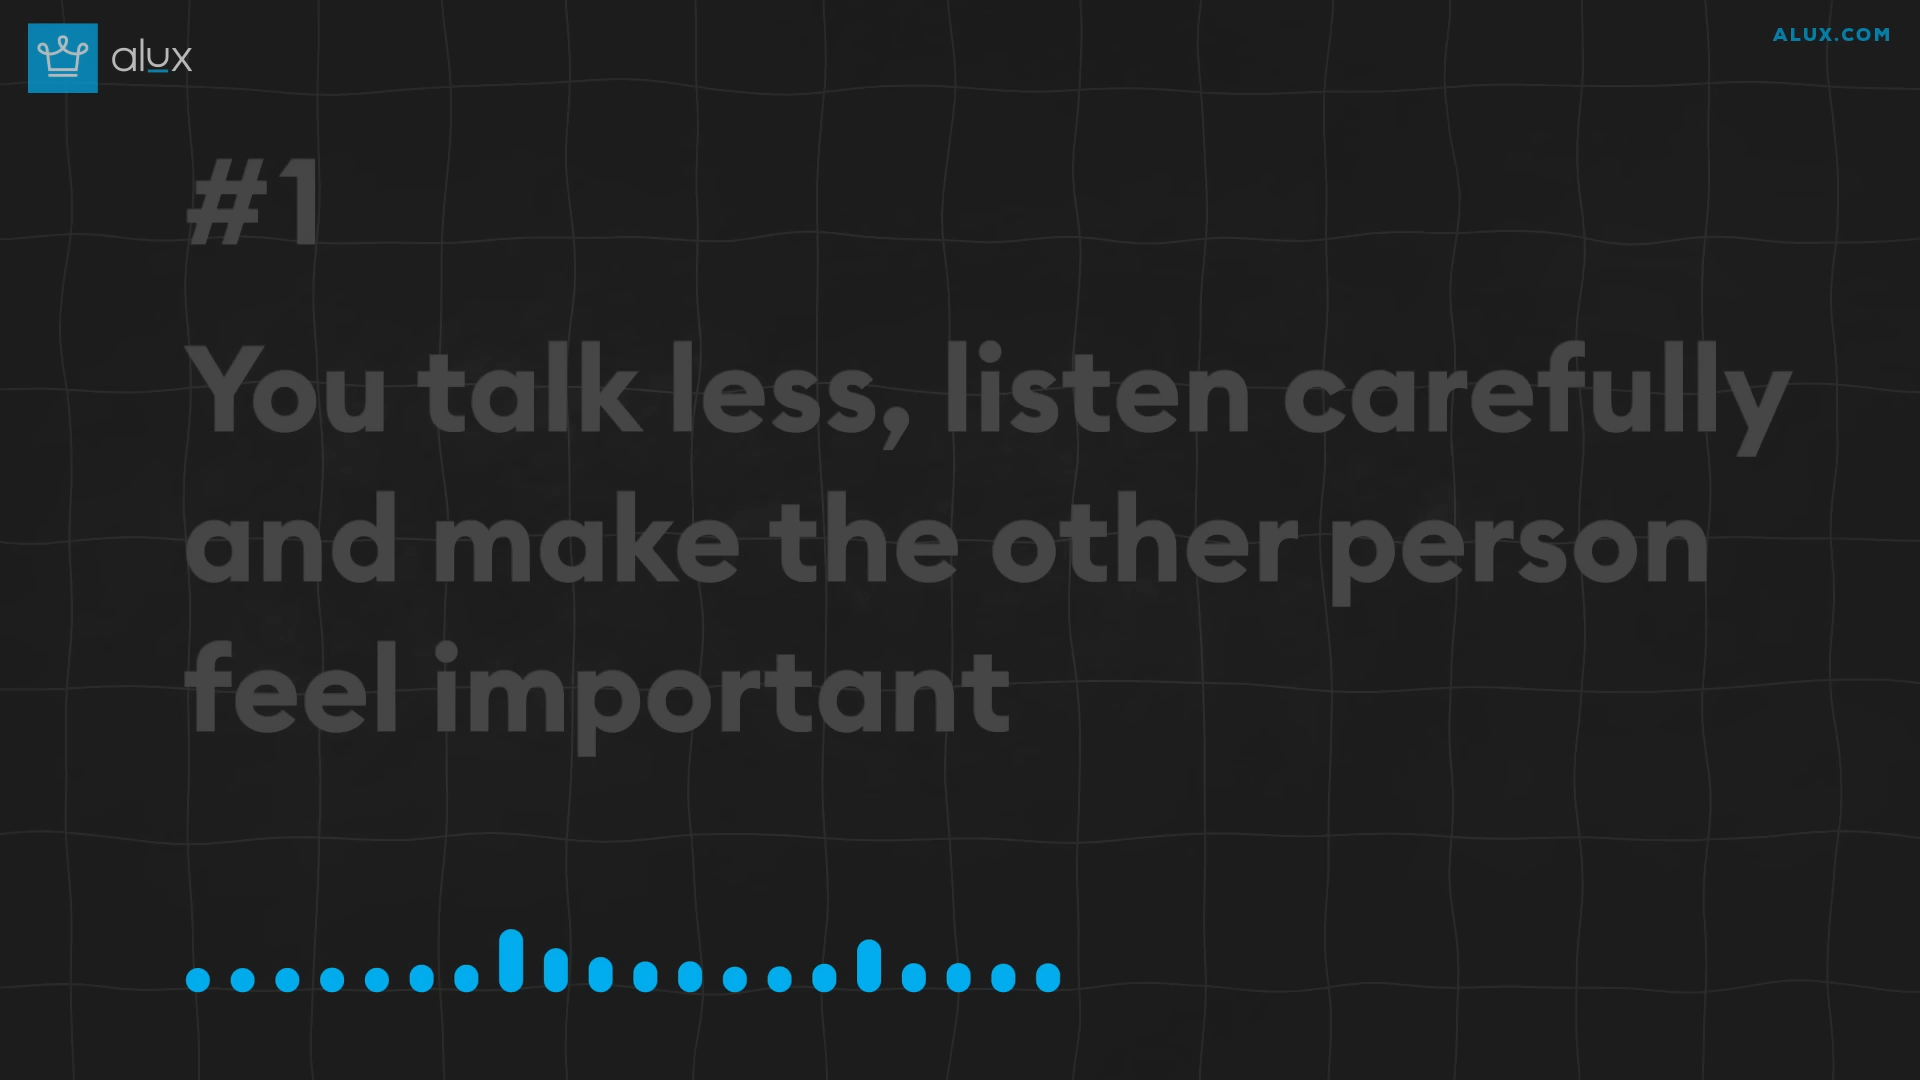 alux
ALUX.COM
#1
You talk less, listen carefully
and make the other person
feel important